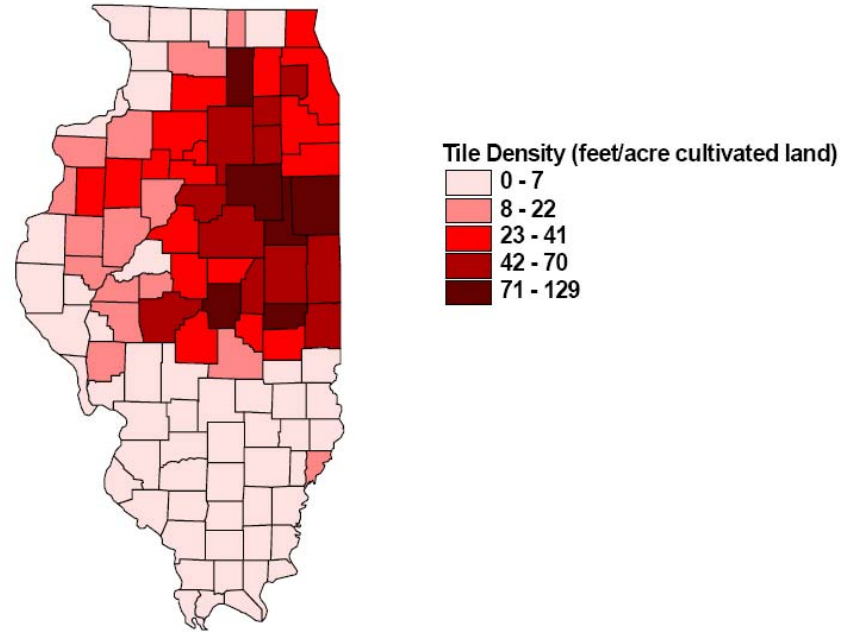 Tile Density (feet/acre cultivated land)
0 - 7
8 - 22
23 - 41
42 - 70
71 - 129